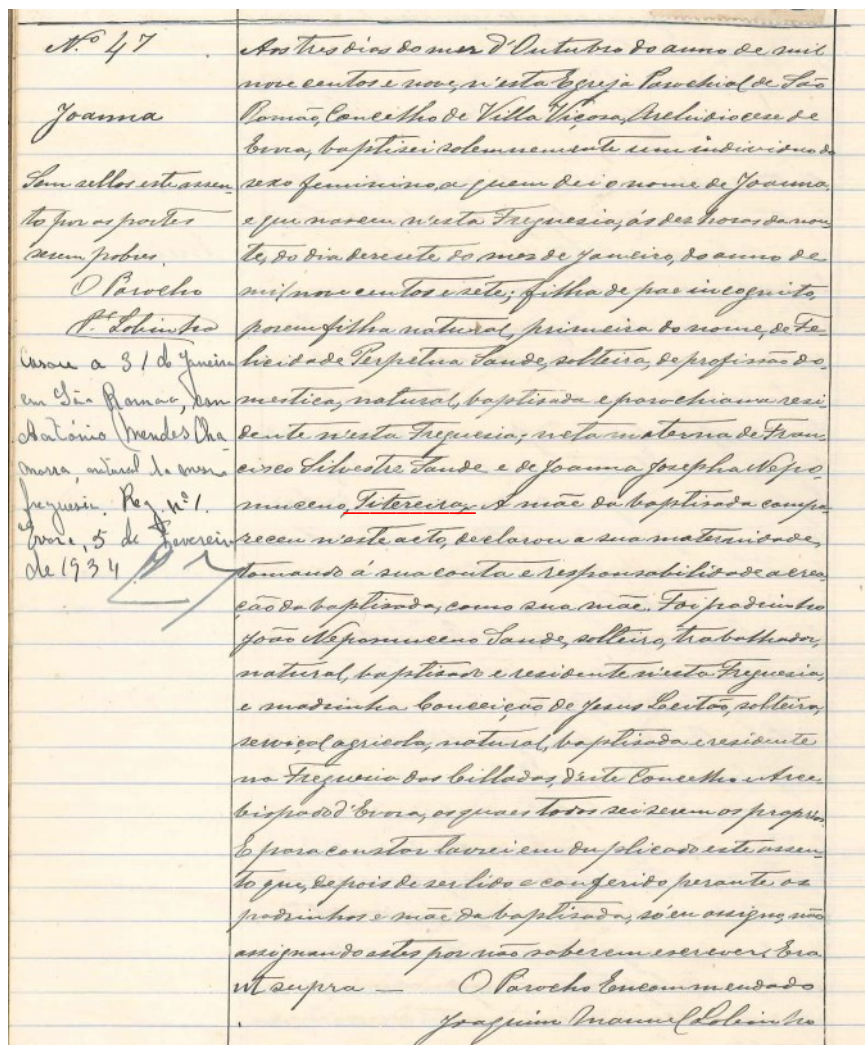 N.º 47
Joanna
Sem sellos este assen-
to por as partes
serem pobres.
O Parocho
P.e Lobinho
Casou a 31 de Janeiro
em São Romão, com
António Mendes Cha
marra, natural da mesma
freguesia. Reg. nº 1.
Evora, 5 de Fevereiro
de 1934
Aos tres dias do mez d'Outubro do anno de mil
nove centos e nove, n'esta Egreja Parochial de São
Romão, Concelho de Villa Viçosa, Archidiocese de
Evora, baptisei solemnemente um individuo do
sexo feminino, a quem dei o nome de Joanna,
e que nasceu n'esta Freguesia, ás dez horas da nou-
te, do dia deresete do mez de Janeiro, do anno de
mil nove centos e sete; filha de pae incognito,
porem filha natural, primeira do nome, de Fe-
licidade Perpetua Sande, solteira, de profissão do-
mestica, natural, baptisada e parochiana resi-
dente n'esta Freguesia; neta materna de Fran-
cisco Silvestre Sande e de Joanna Josepha Nepo-
muceno, Titereira, A mãe da baptisada compa-
receu n'este acto, declarou a sua maternidade,
tomando á sua conta e responsabilidade a crea-
ção da baptisada, como sua mãe. Foi padrinho
João Nepomuceno Sande, solteiro, trabalhador,
natural, baptisado e residente n'esta Freguesia,
e madrinha Conceição de Jesus Leitão, solteira,
serviçal agricola, natural, baptisada e residente
na Freguesia das Cilladas, d'este Concelho e Arce-
bispado d'Evora, os quaes todos sei serem os proprios.
E para constar lavrei em duplicado este assen-
to que, depois de ser lido e conferido perante os
padrinhos e mãe da baptisada, só eu assigno, não
assignando estes por não saberem escrever. Era
ut supra — O Parocho Encommendado
Joaquim Manuel Lobinho